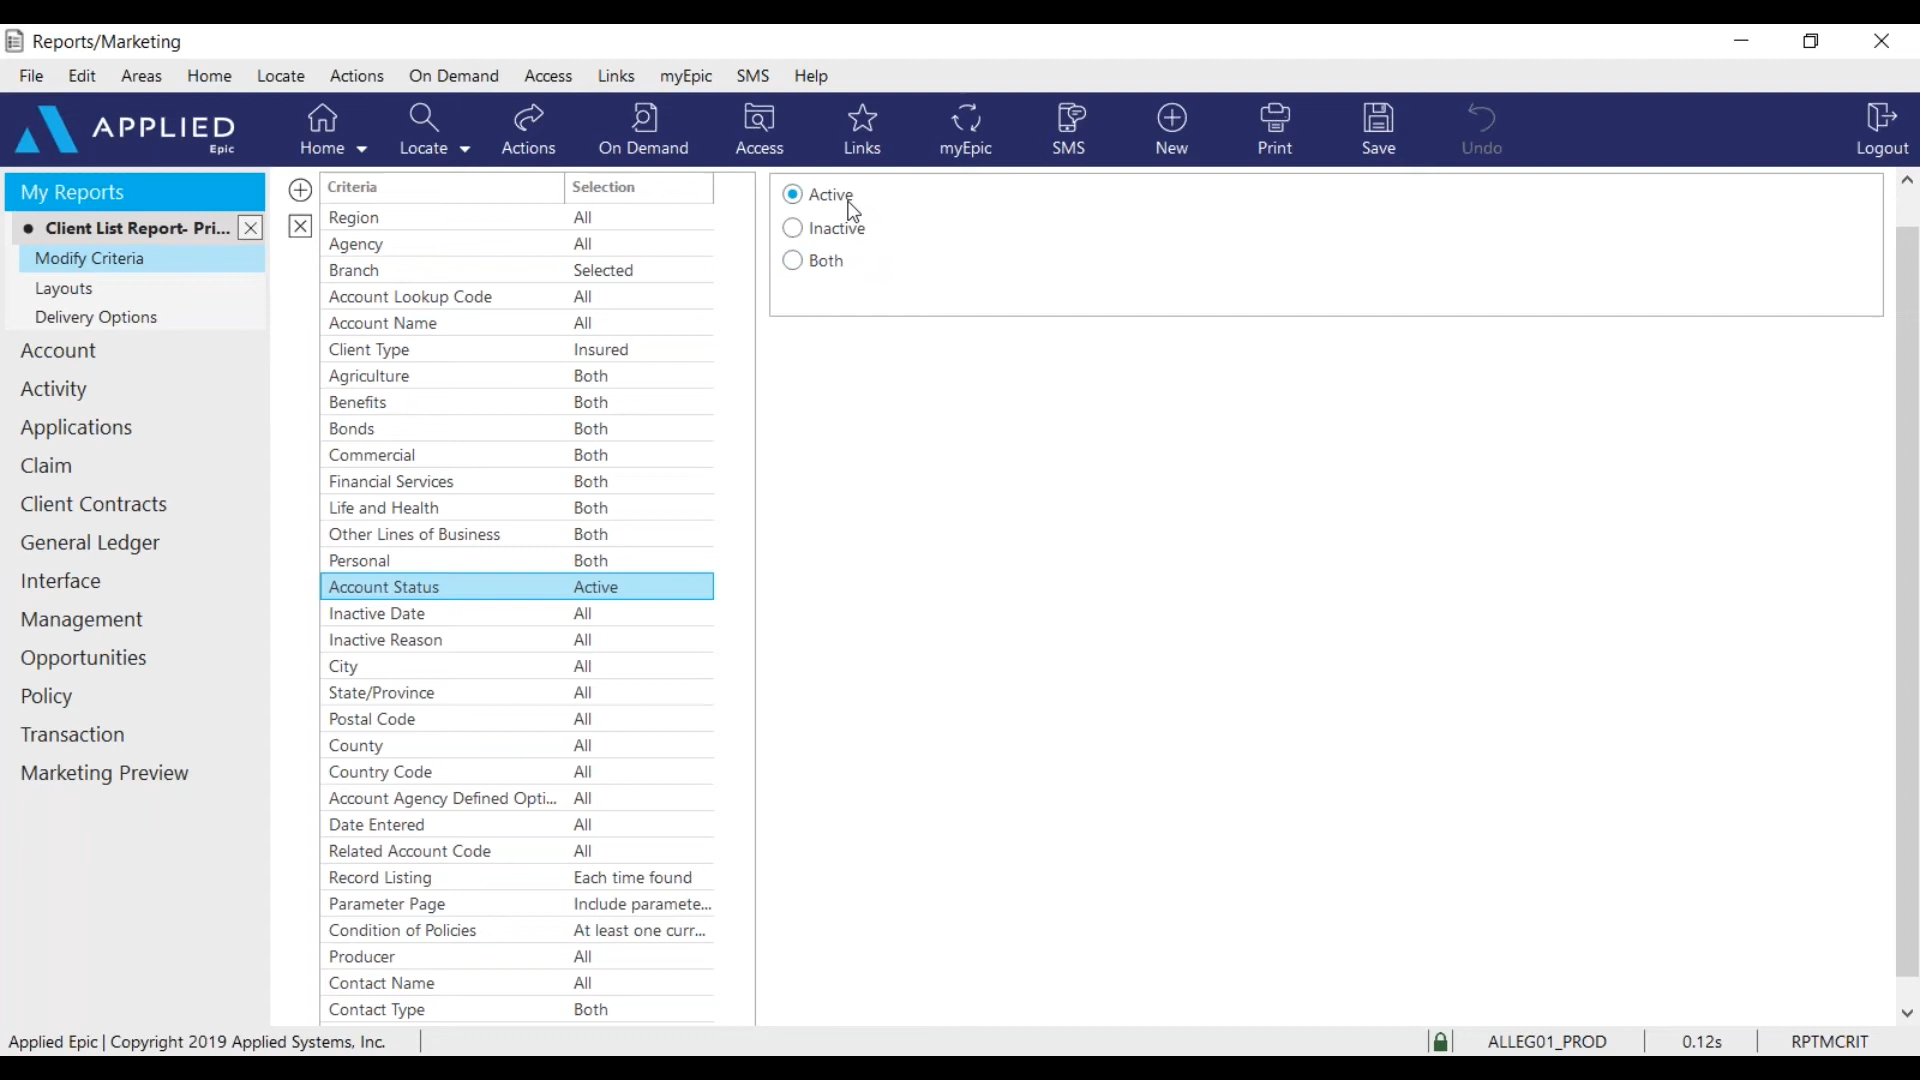 Reports/Marketing
File Edit Areas Home Locate Actions On Demand Access Links myEpic SMS Help
APPLIED
Epic
Home Locate Actions On Demand Access Links myEpic SMS New Print Save Undo Logout
My Reports
Client List Report- Pri...
Modify Criteria
Layouts
Delivery Options
Account
Activity
Applications
Claim
Client Contracts
General Ledger
Interface
Management
Opportunities
Policy
Transaction
Marketing Preview
Criteria Selection
Region All
Agency All
Branch Selected
Account Lookup Code All
Account Name All
Client Type Insured
Agriculture Both
Benefits Both
Bonds Both
Commercial Both
Financial Services Both
Life and Health Both
Other Lines of Business Both
Personal Both
Account Status Active
Inactive Date All
Inactive Reason All
City All
State/Province All
Postal Code All
County All
Country Code All
Account Agency Defined Opti... All
Date Entered All
Related Account Code All
Record Listing Each time found
Parameter Page Include paramete...
Condition of Policies At least one curr...
Producer All
Contact Name All
Contact Type Both
Active
Inactive
Both
Applied Epic | Copyright 2019 Applied Systems, Inc. ALLEG01_PROD 0.12s RPTMCRIT